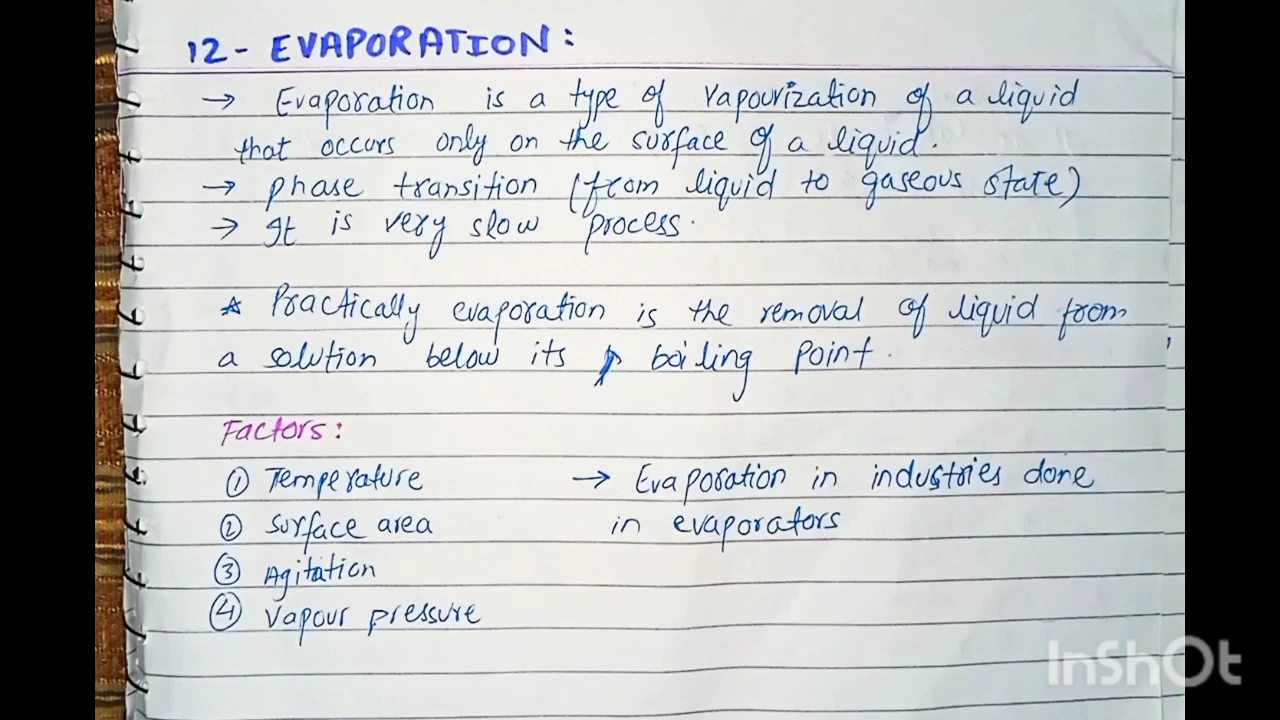 12- EVAPORATION:
→ Evaporation is a type of vapourization of a liquid
that occurs only on the surface of a liquid.
→ phase transition (from liquid to gaseous state)
→ It is very slow process.
☆ Practically evaporation is the removal of liquid from
a solution below its boiling point.
Factors:
① Temperature
② surface area
③ Agitation
④ Vapour pressure
→ Evaporation in industries done
in evaporators
InShOt